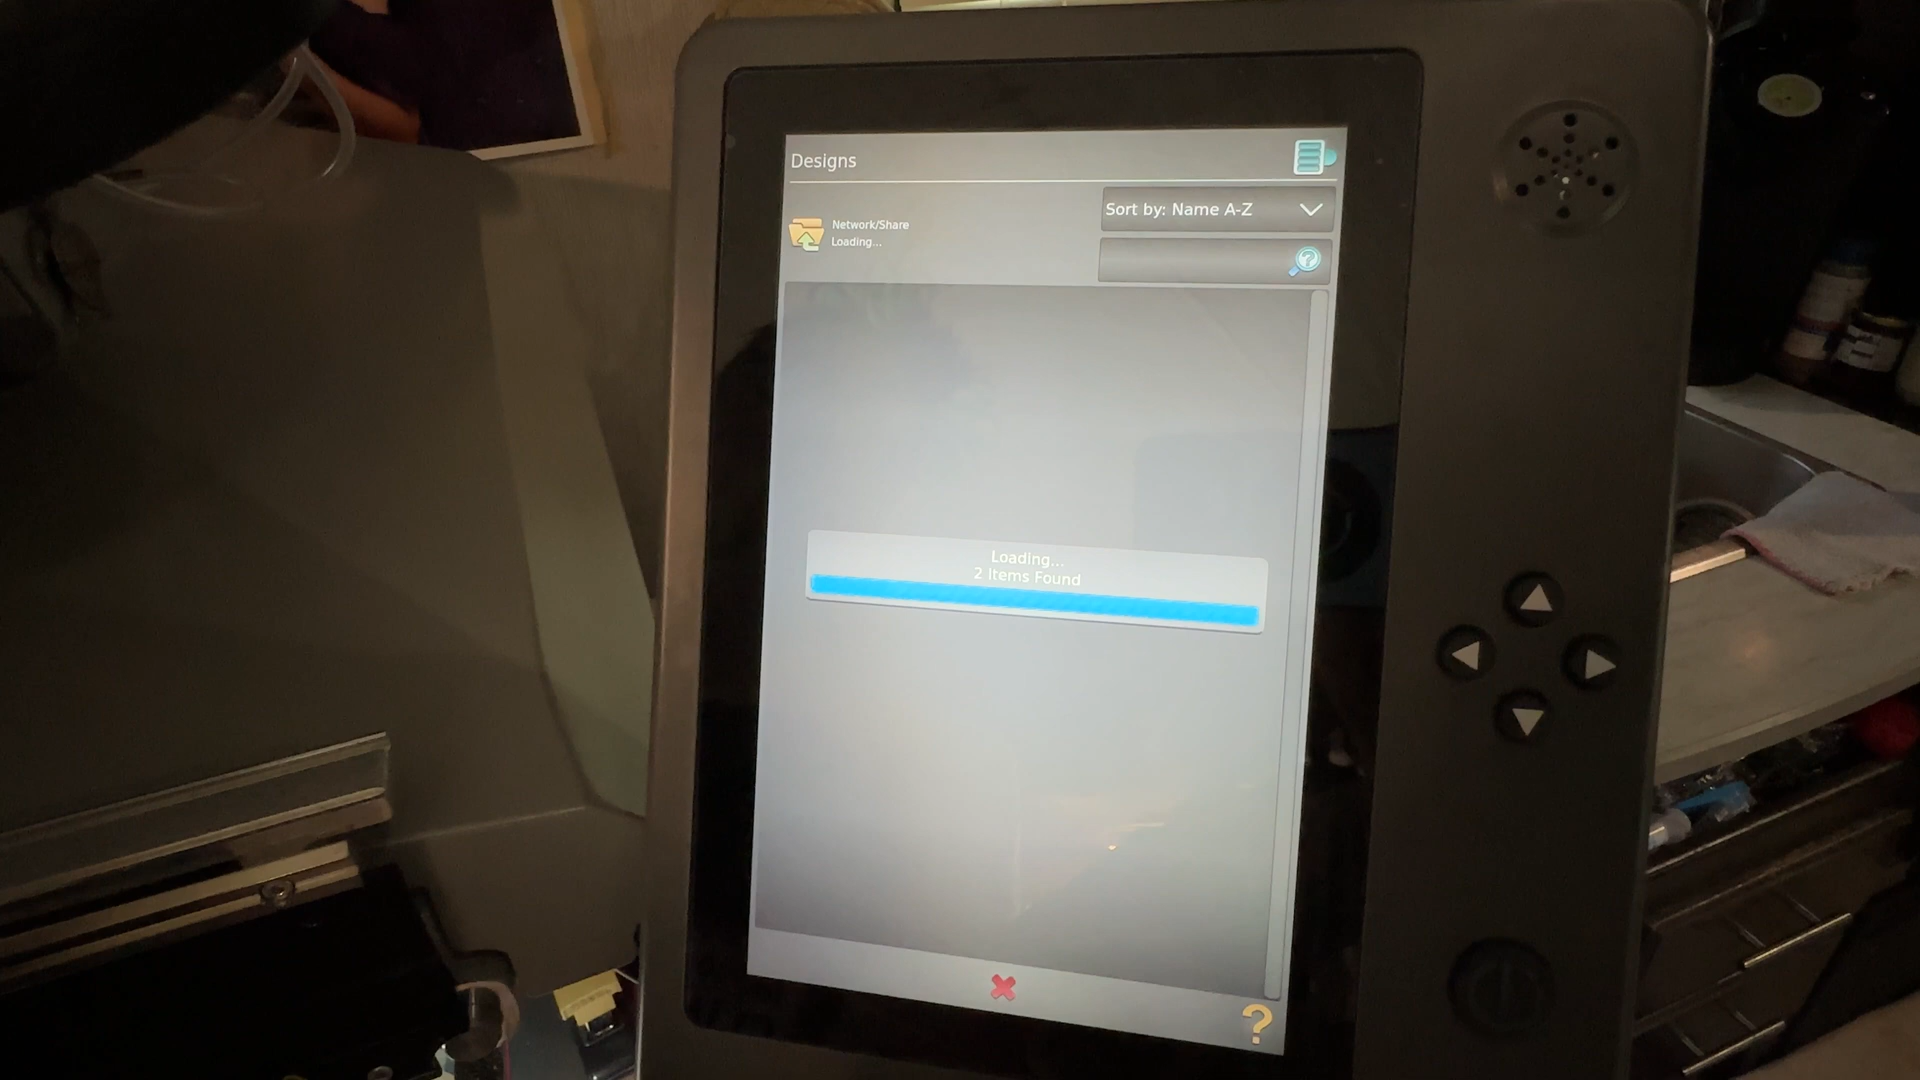 Designs
Network/Share
Loading...
Sort by: Name A-Z
Loading...
2 Items Found